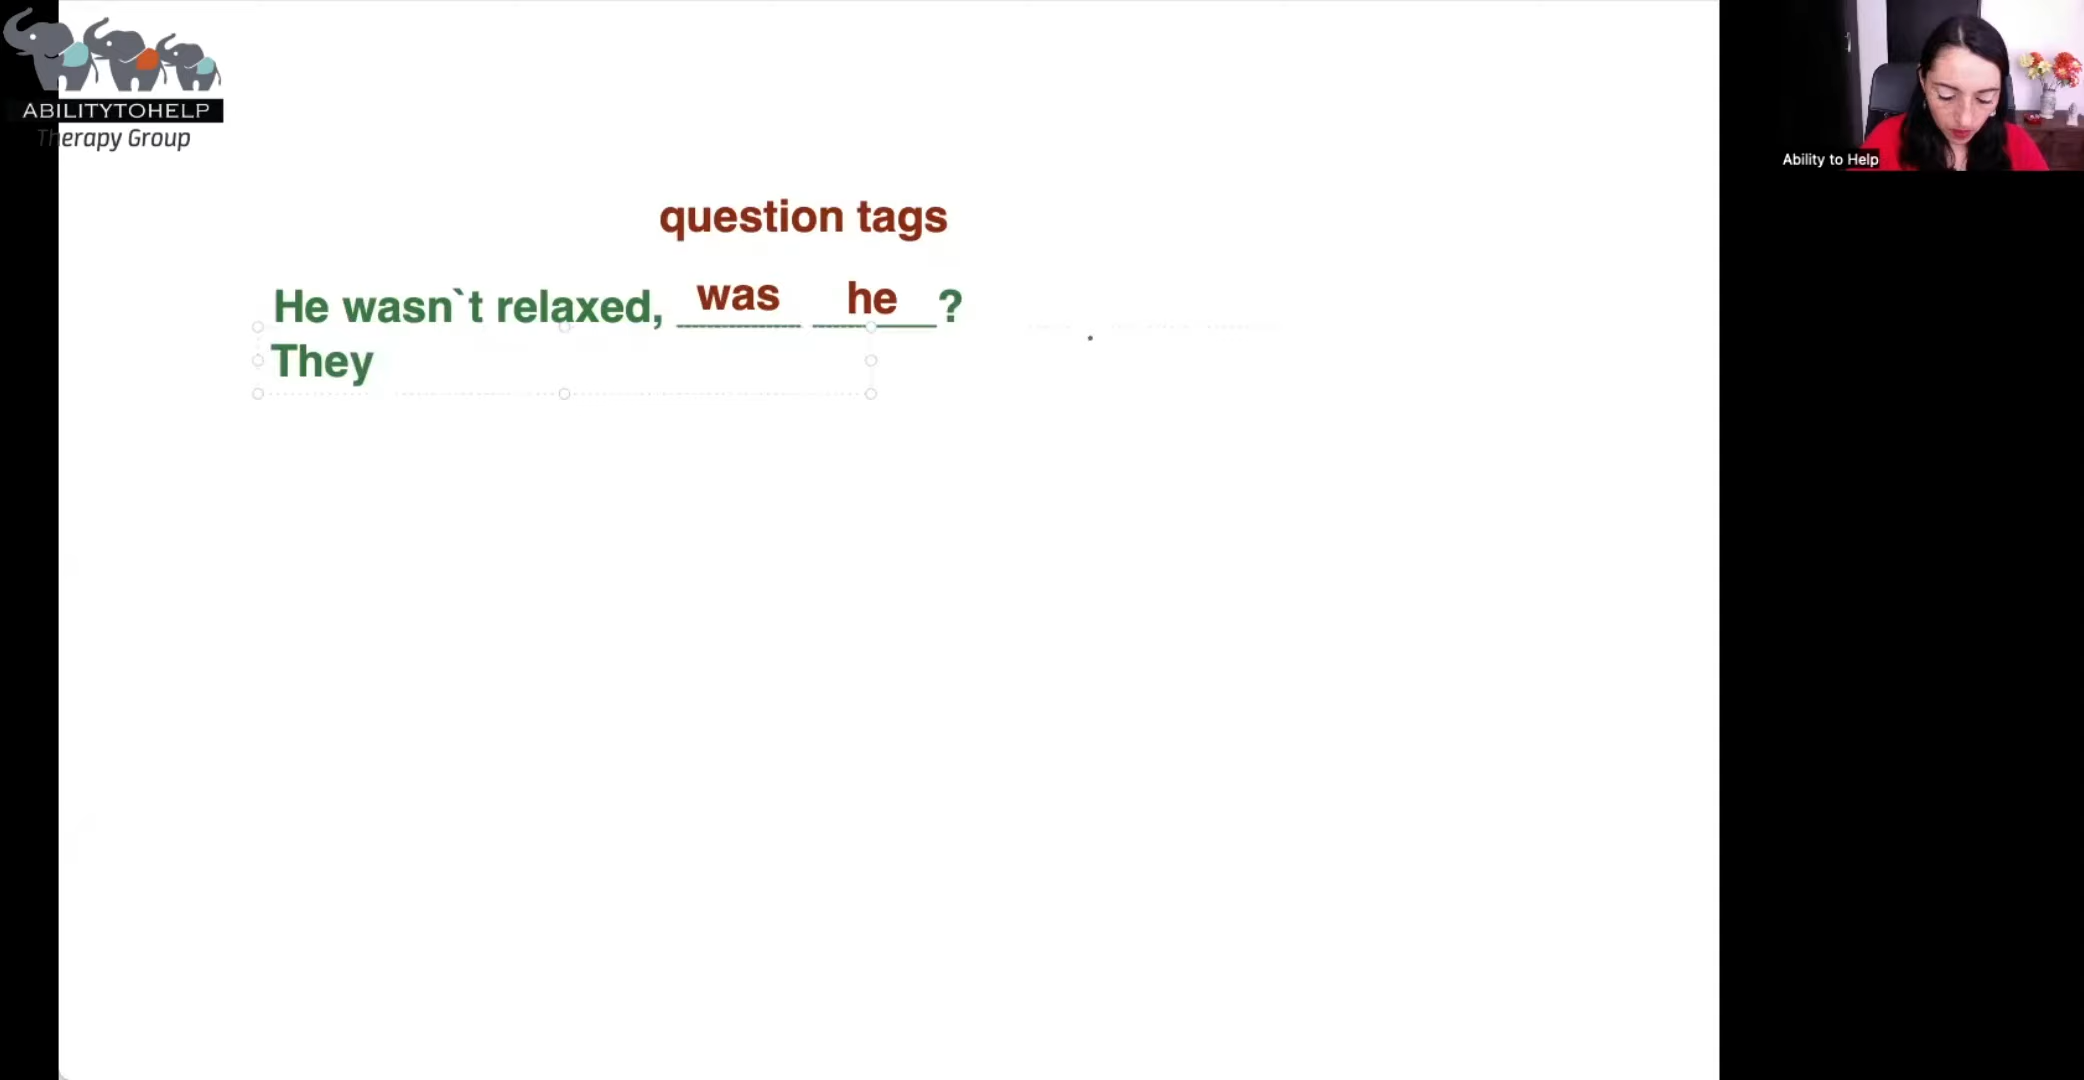 ABILITYTOHELP
Therapy Group
Ability to Help
question tags
He wasn`t relaxed, was he ?
They